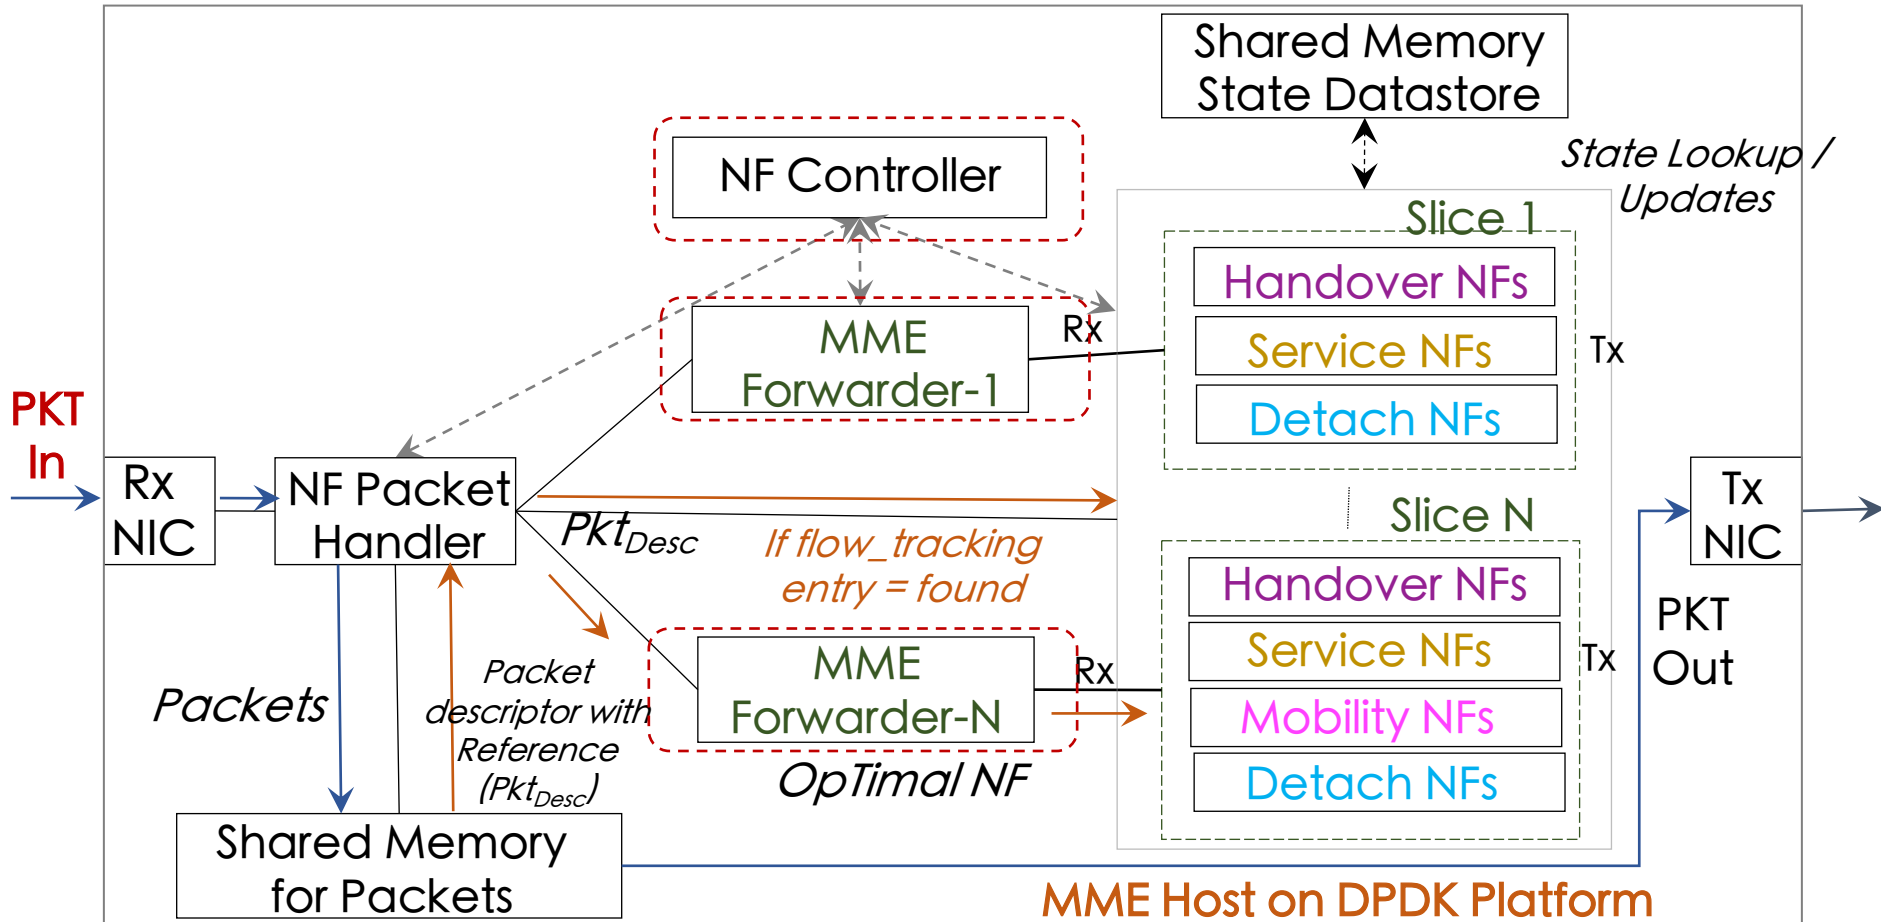 Shared Memory
State Datastore
NF Controller
State Lookup /
Updates
Slice 1
Handover NFs
MME
Forwarder-1
Rx
Service NFs
Tx
Detach NFs
PKT
In
Rx
NIC
NF Packet
Handler
Pkt_Desc
If flow_tracking
entry = found
Slice N
Tx
NIC
Handover NFs
PKT
Out
Packets
Packet
descriptor with
Reference
(Pkt_Desc)
MME
Forwarder-N
Rx
Service NFs
Tx
Mobility NFs
OpTimal NF
Detach NFs
Shared Memory
for Packets
MME Host on DPDK Platform